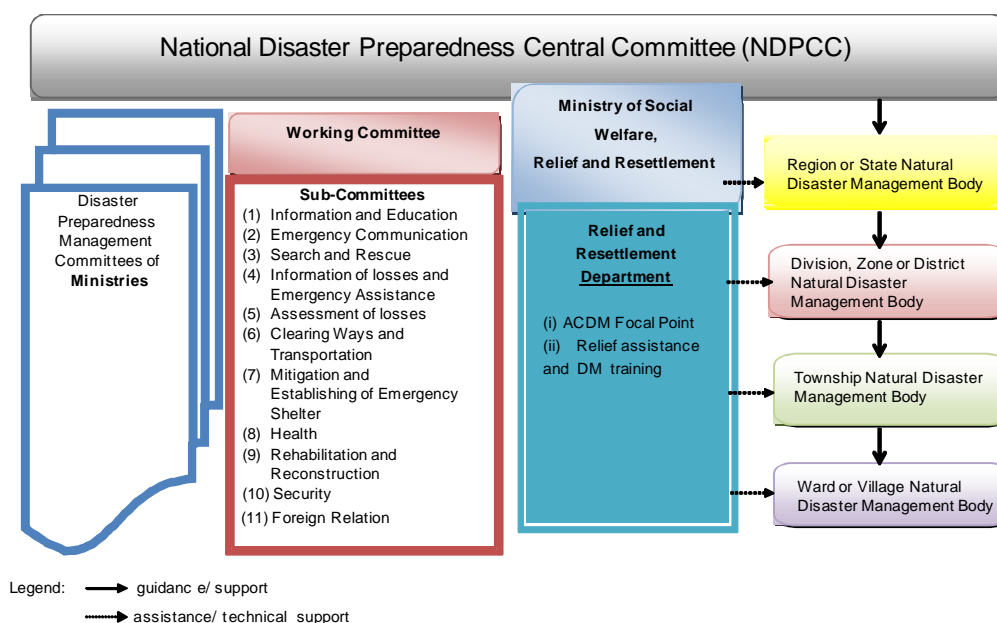 National Disaster Preparedness Central Committee (NDPCC)
Disaster
Preparedness
Management
Committees of
Ministries
Working Committee
Sub-Committees
(1) Information and Education
(2) Emergency Communication
(3) Search and Rescue
(4) Information of losses and
Emergency Assistance
(5) Assessment of losses
(6) Clearing Ways and
Transportation
(7) Mitigation and
Establishing of Emergency
Shelter
(8) Health
(9) Rehabilitation and
Reconstruction
(10) Security
(11) Foreign Relation
Ministry of Social
Welfare,
Relief and Resettlement
Relief and
Resettlement
Department
(i) ACDM Focal Point
(ii) Relief assistance
and DM training
Region or State Natural
Disaster Management Body
Division, Zone or District
Natural Disaster
Management Body
Township Natural Disaster
Management Body
Ward or Village Natural
Disaster Management Body
Legend:
guidanc e/ support
assistance/ technical support